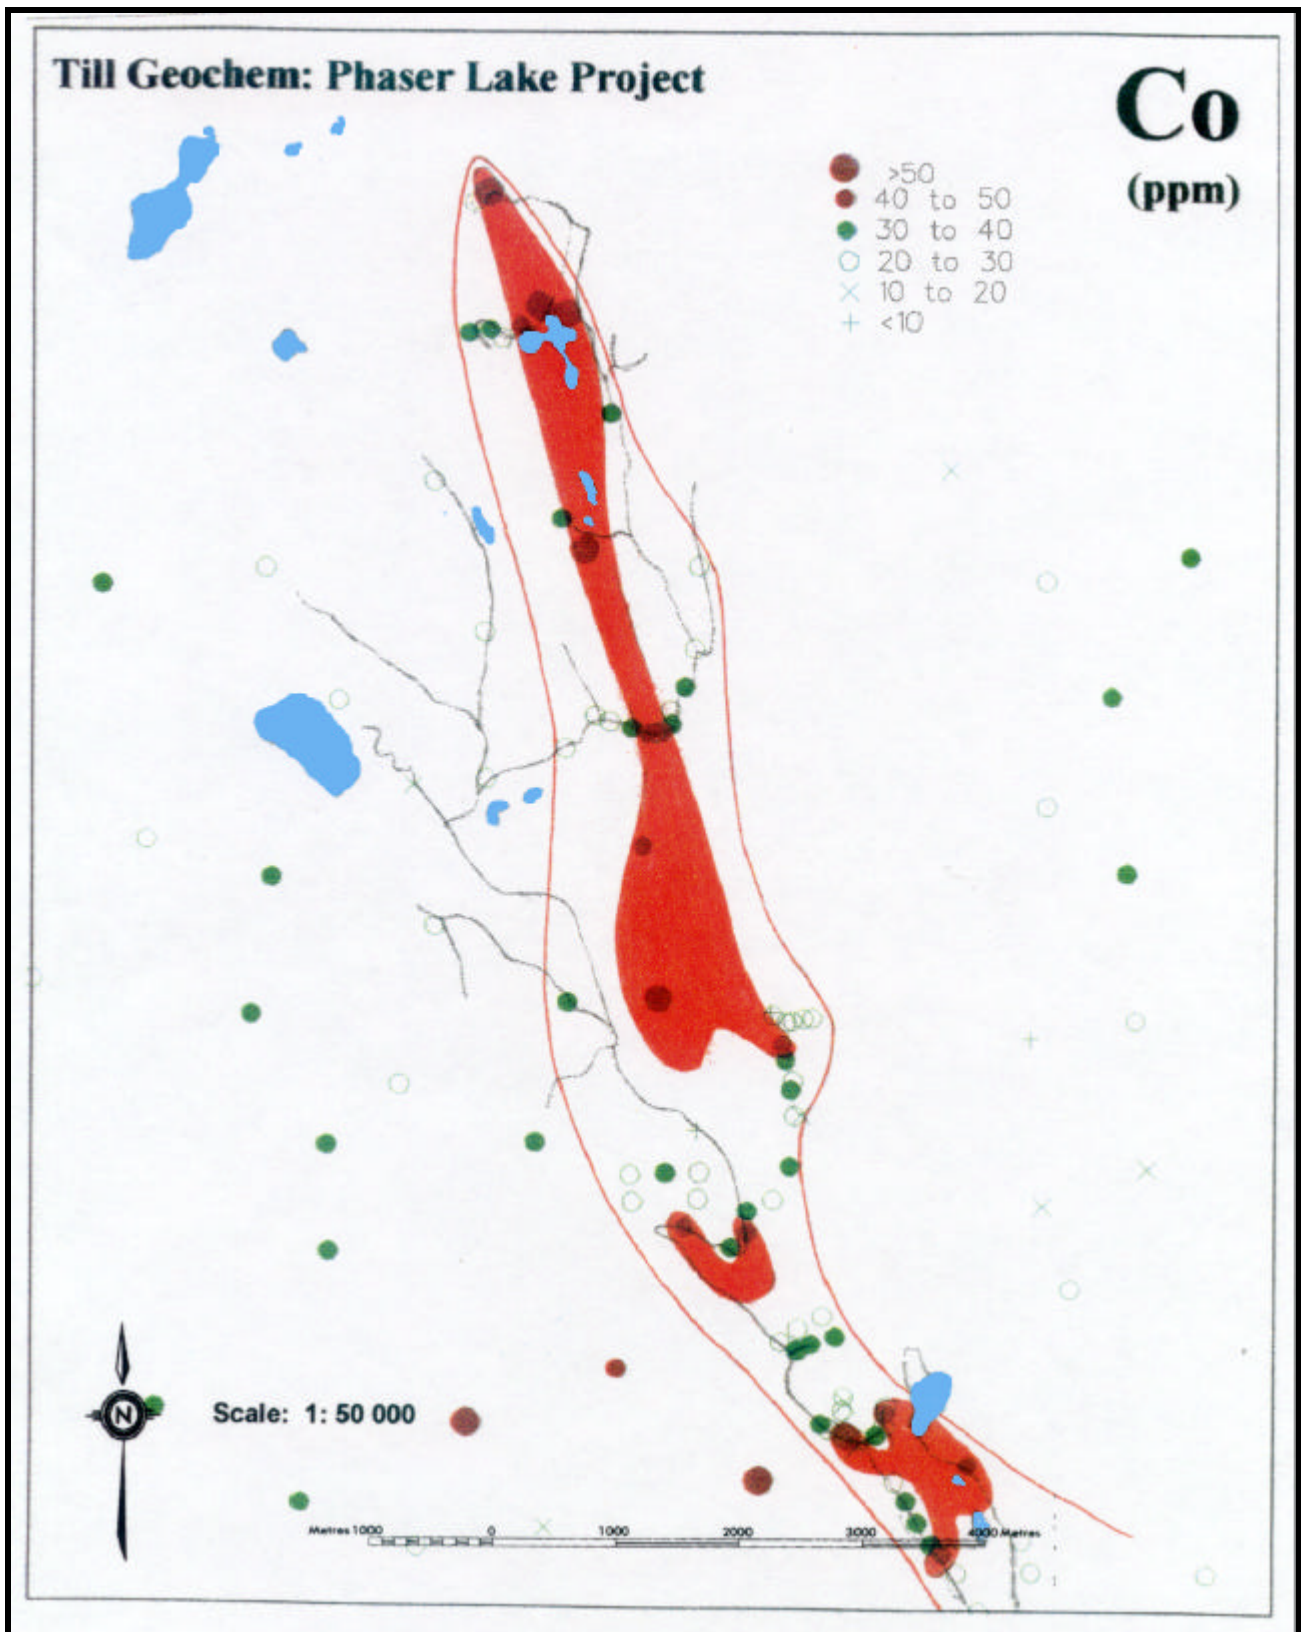 Till Geochem: Phaser Lake Project
Co
(ppm)
>50
40 to 50
30 to 40
20 to 30
10 to 20
<10
N
Scale: 1: 50 000
Metres 1000 0 1000 2000 3000 4000 Metres